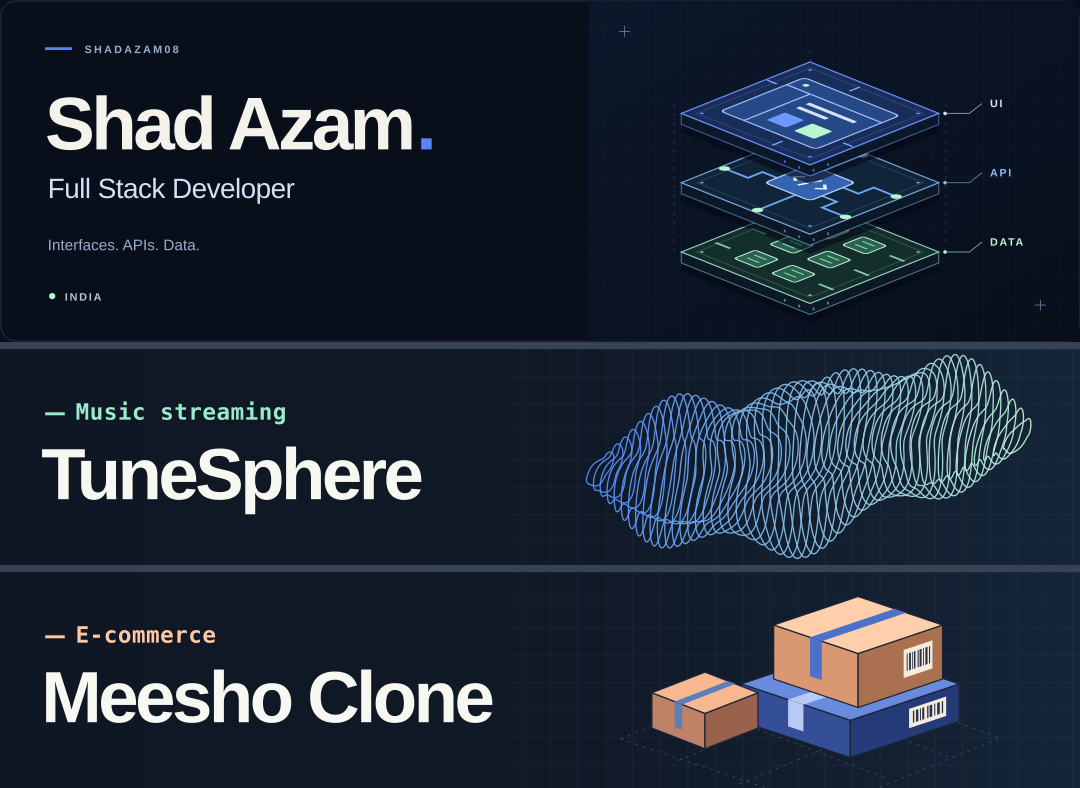 SHADAZAM08
Shad Azam.
Full Stack Developer
Interfaces. APIs. Data.
INDIA
UI
API
DATA
— Music streaming
TuneSphere
— E-commerce
Meesho Clone